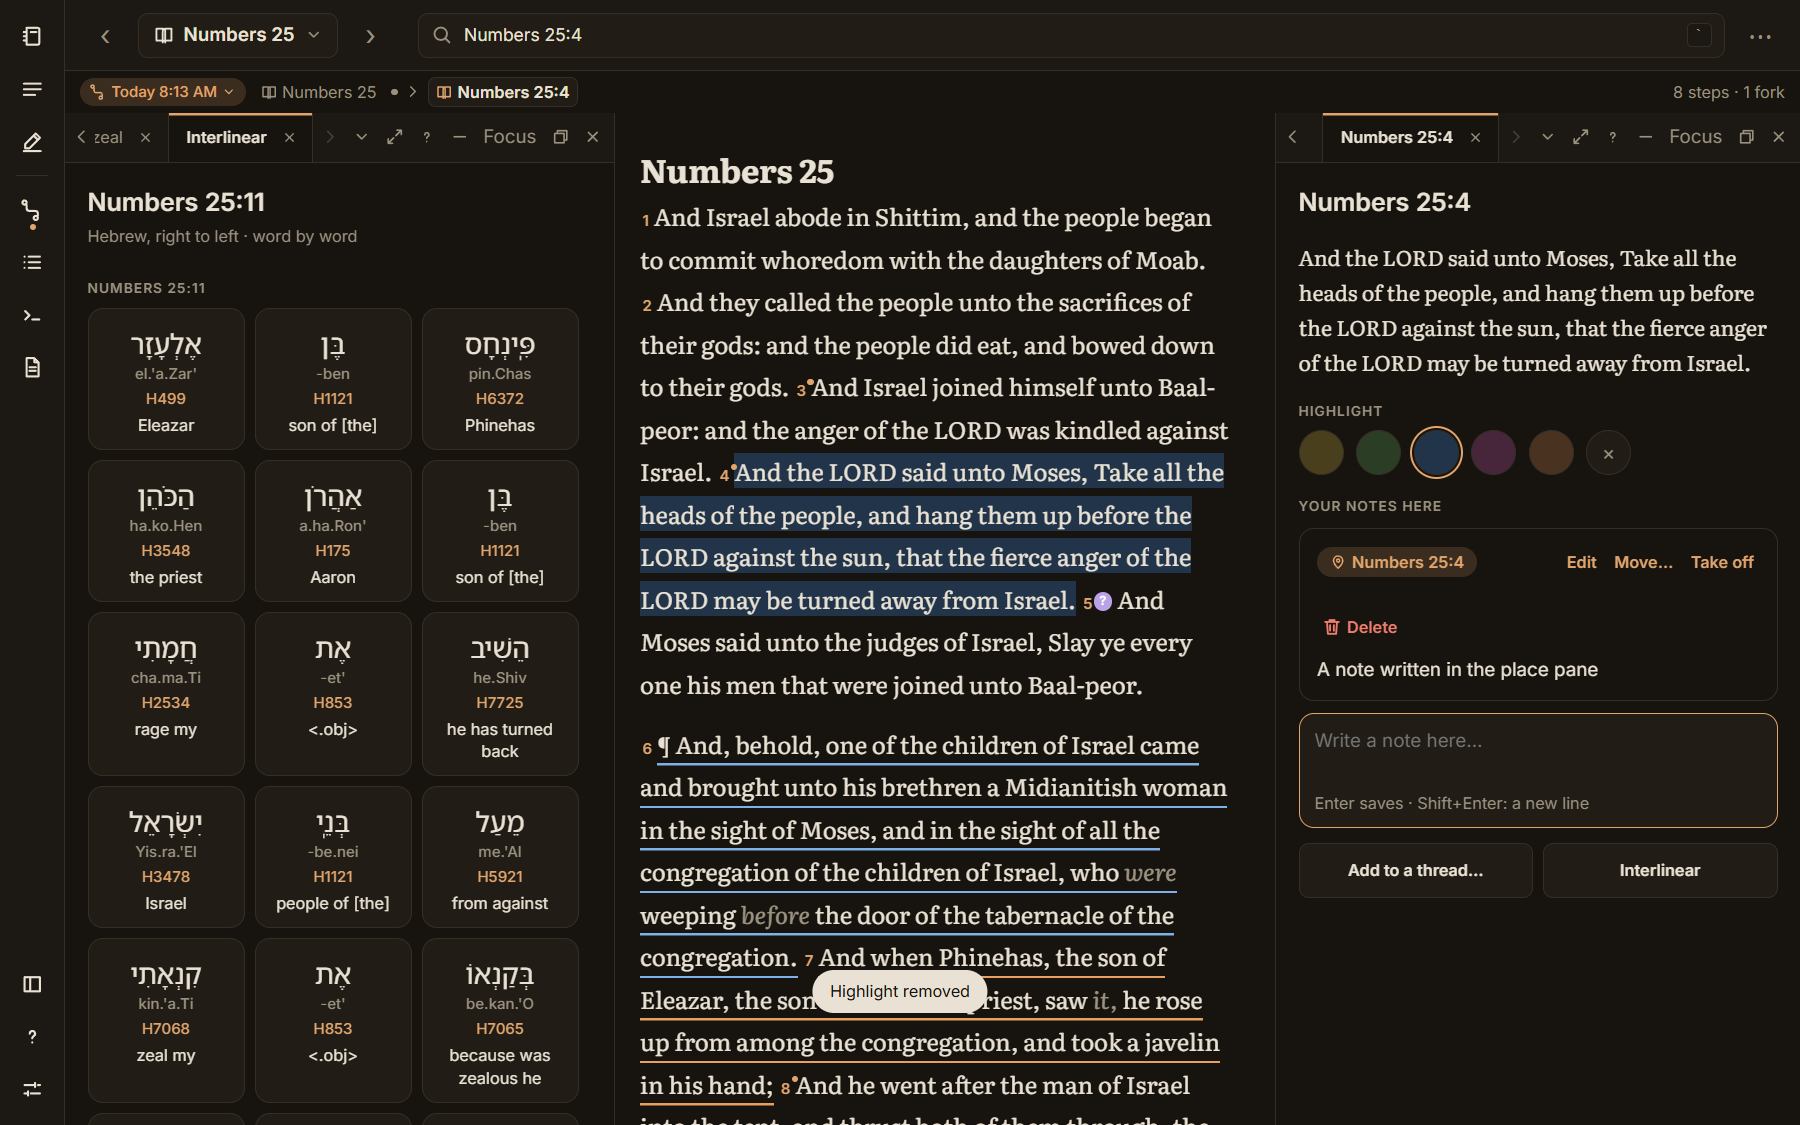 Numbers 25
Numbers 25:4
`
Today 8:13 AM
Numbers 25
Numbers 25:4
8 steps · 1 fork
zeal
Interlinear
?
Focus
Numbers 25:11
Hebrew, right to left · word by word
NUMBERS 25:11
פִּינְחָס
pin.Chas
H6372
Phinehas
בֶּן
-ben
H1121
son of [the]
אֶלְעָזָר
el.'a.Zar'
H499
Eleazar
בֶּן
-ben
H1121
son of [the]
אַהֲרֹן
a.ha.Ron'
H175
Aaron
הַכֹּהֵן
ha.ko.Hen
H3548
the priest
הֵשִׁיב
he.Shiv
H7725
he has turned
back
אֶת
-et'
H853
<.obj>
חֲמָתִי
cha.ma.Ti
H2534
rage my
מֵעַל
me.'Al
H5921
from against
בְּנֵֽי
-be.nei
H1121
people of [the]
יִשְׂרָאֵל
Yis.ra.'El
H3478
Israel
בְּקַנְאוֹ
be.kan.'O
H7065
because was
zealous he
אֶת
-et'
H853
<.obj>
קִנְאָתִי
kin.'a.Ti
H7068
zeal my
Numbers 25
1 And Israel abode in Shittim, and the people began
to commit whoredom with the daughters of Moab.
2 And they called the people unto the sacrifices of
their gods: and the people did eat, and bowed down
to their gods. 3 And Israel joined himself unto Baal-
peor: and the anger of the LORD was kindled against
Israel. 4 And the LORD said unto Moses, Take all the
heads of the people, and hang them up before the
LORD against the sun, that the fierce anger of the
LORD may be turned away from Israel. 5 ? And
Moses said unto the judges of Israel, Slay ye every
one his men that were joined unto Baal-peor.
6 ¶ And, behold, one of the children of Israel came
and brought unto his brethren a Midianitish woman
in the sight of Moses, and in the sight of all the
congregation of the children of Israel, who were
weeping before the door of the tabernacle of the
congregation. 7 And when Phinehas, the son of
Eleazar, the son riest, saw it, he rose
Highlight removed
up from among the congregation, and took a javelin
in his hand; 8 And he went after the man of Israel
into the tent, and thrust both of them through, the
Numbers 25:4
?
Focus
Numbers 25:4
And the LORD said unto Moses, Take all the
heads of the people, and hang them up before
the LORD against the sun, that the fierce anger
of the LORD may be turned away from Israel.
HIGHLIGHT
YOUR NOTES HERE
Numbers 25:4
Edit
Move...
Take off
Delete
A note written in the place pane
Write a note here...
Enter saves · Shift+Enter: a new line
Add to a thread...
Interlinear
?